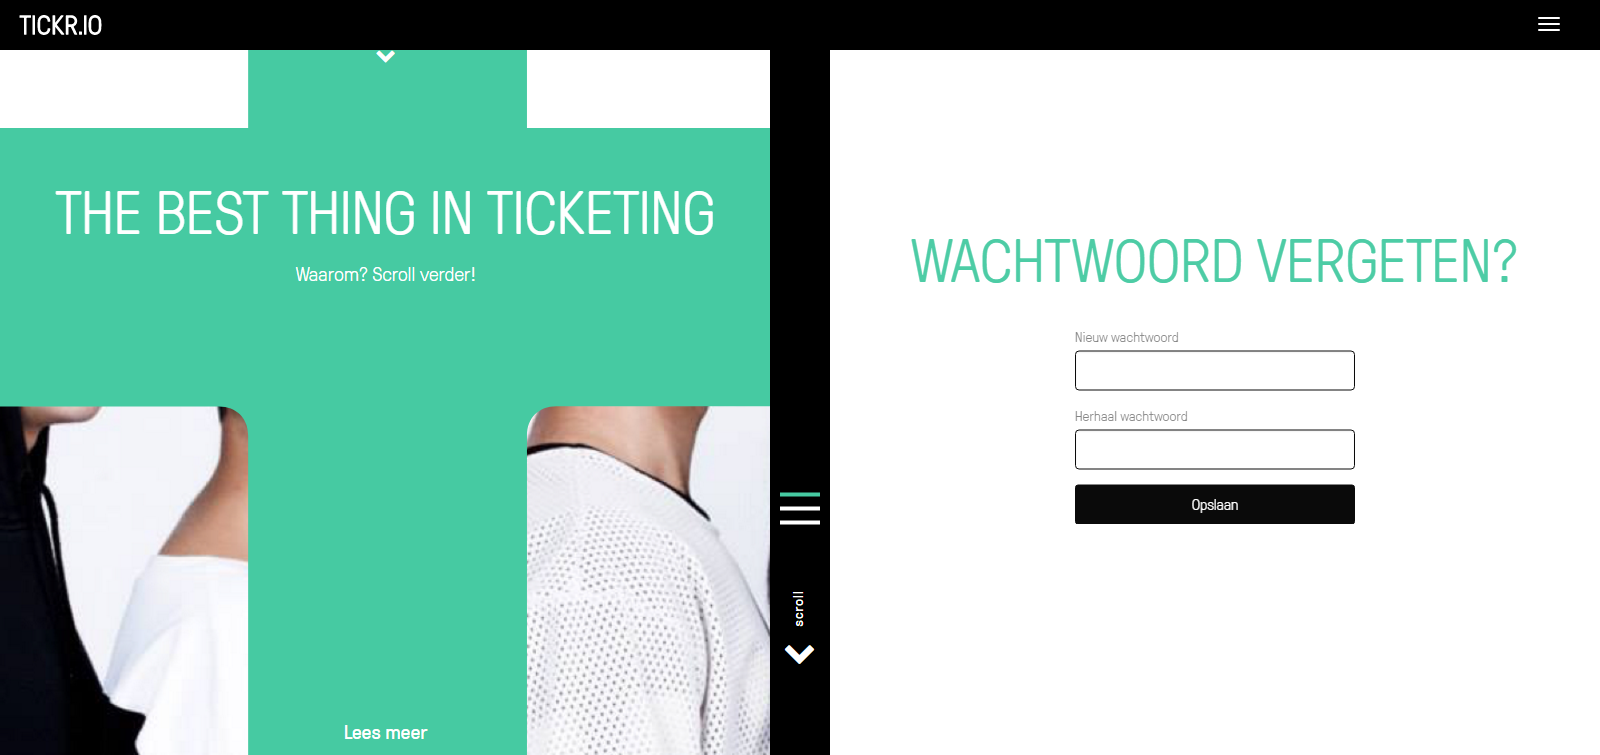 TICKR.IO
THE BEST THING IN TICKETING
Waarom? Scroll verder!
Lees meer
scroll
WACHTWOORD VERGETEN?
Nieuw wachtwoord
Herhaal wachtwoord
Opslaan